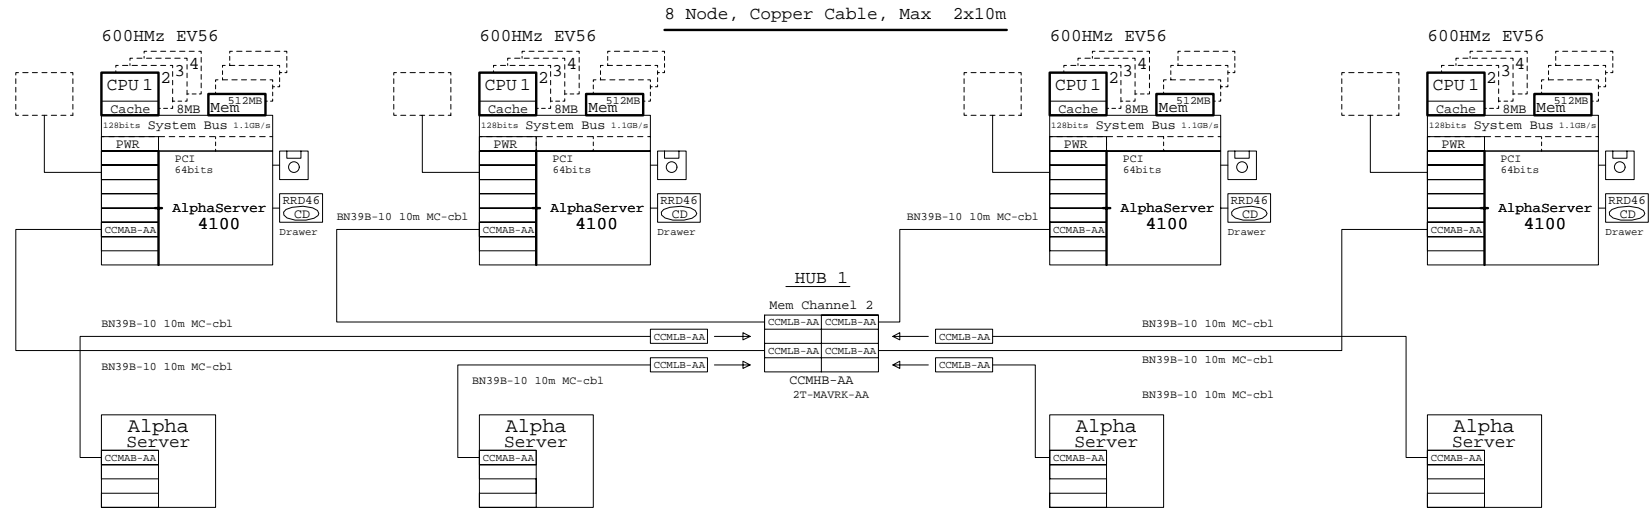 8 Node, Copper Cable, Max 2x10m
600HMz EV56
600HMz EV56
600HMz EV56
600HMz EV56
CPU 1 2 3 4
Cache 8MB Mem 512MB
128bits System Bus 1.1GB/s
PWR
PCI
64bits
RRD46
CD
AlphaServer
4100
CCMAB-AA
Drawer
CPU 1 2 3 4
Cache 8MB Mem 512MB
128bits System Bus 1.1GB/s
PWR
PCI
64bits
RRD46
CD
AlphaServer
4100
CCMAB-AA
Drawer
CPU 1 2 3 4
Cache 8MB Mem 512MB
128bits System Bus 1.1GB/s
PWR
PCI
64bits
RRD46
CD
AlphaServer
4100
CCMAB-AA
Drawer
CPU 1 2 3 4
Cache 8MB Mem 512MB
128bits System Bus 1.1GB/s
PWR
PCI
64bits
RRD46
CD
AlphaServer
4100
CCMAB-AA
Drawer
BN39B-10 10m MC-cbl
BN39B-10 10m MC-cbl
HUB 1
Mem Channel 2
CCMLB-AA CCMLB-AA
BN39B-10 10m MC-cbl
BN39B-10 10m MC-cbl
CCMLB-AA
CCMLB-AA
CCMLB-AA CCMLB-AA
BN39B-10 10m MC-cbl
BN39B-10 10m MC-cbl
CCMLB-AA
CCMLB-AA
BN39B-10 10m MC-cbl
CCMHB-AA
2T-MAVRK-AA
BN39B-10 10m MC-cbl
Alpha
Server
CCMAB-AA
Alpha
Server
CCMAB-AA
Alpha
Server
CCMAB-AA
Alpha
Server
CCMAB-AA